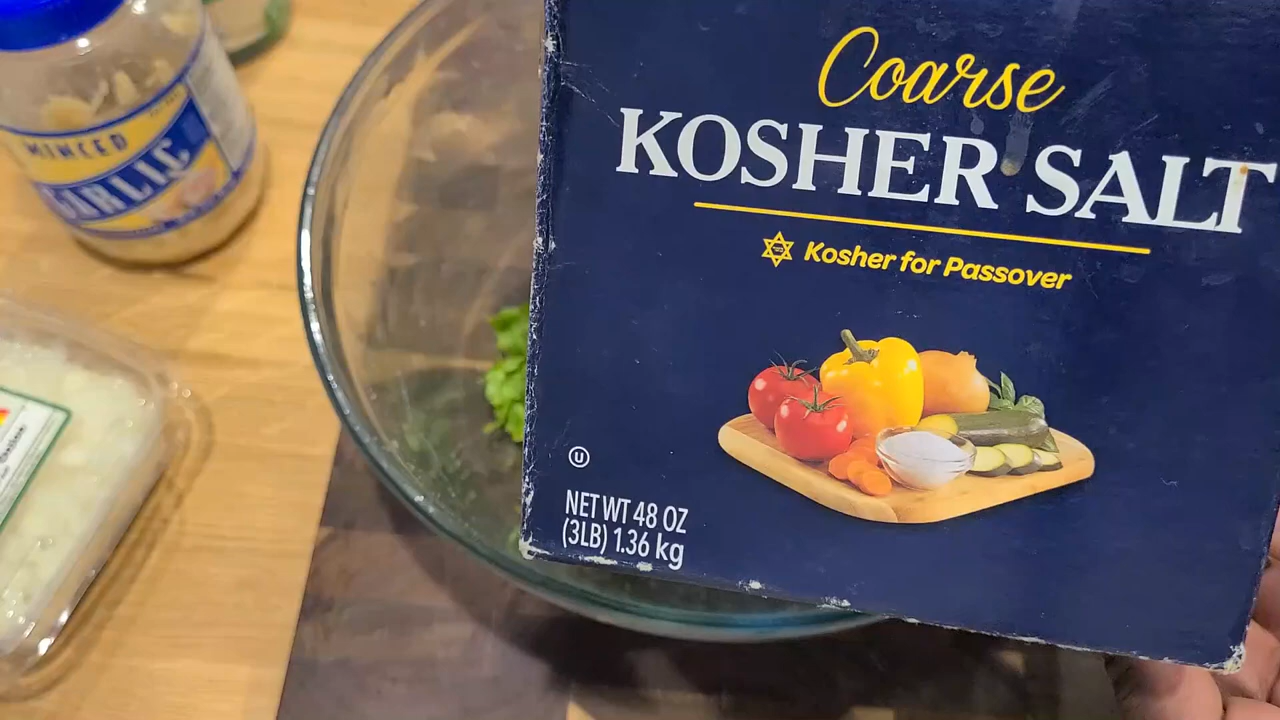 MINCED
GARLIC
Coarse
KOSHER SALT
Kosher for Passover
U
NET WT 48 OZ
(3LB) 1.36 kg